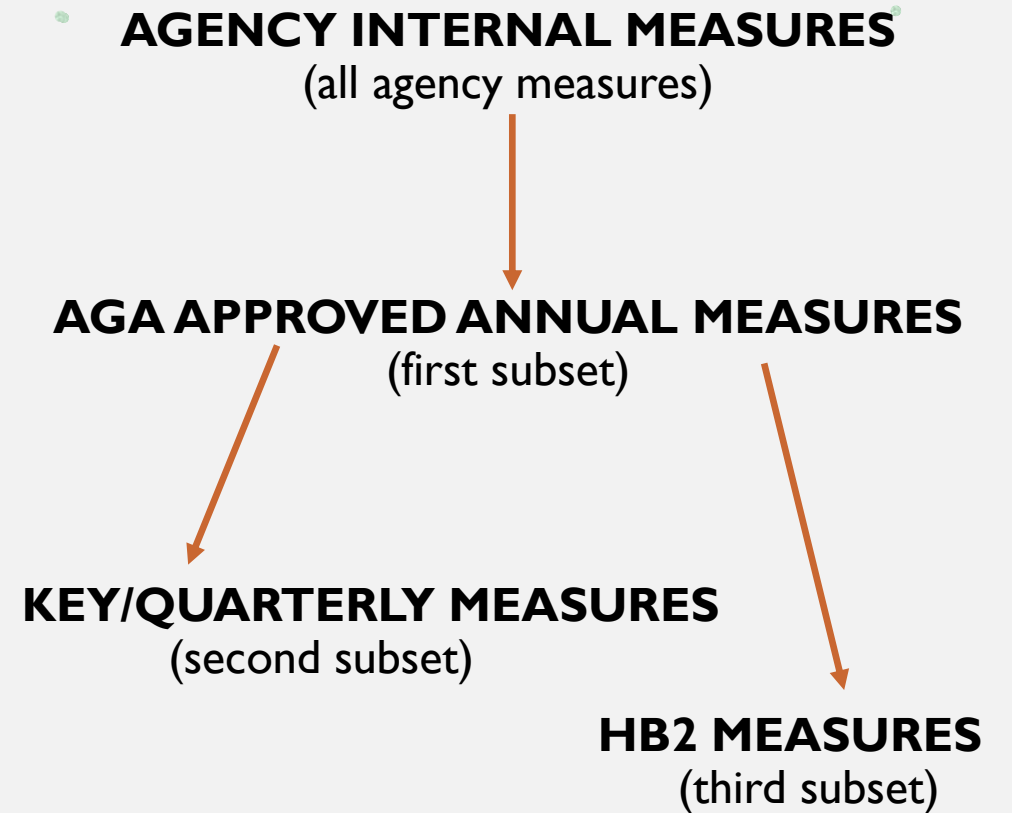 AGENCY INTERNAL MEASURES
(all agency measures)
AGA APPROVED ANNUAL MEASURES
(first subset)
KEY/QUARTERLY MEASURES
(second subset)
HB2 MEASURES
(third subset)